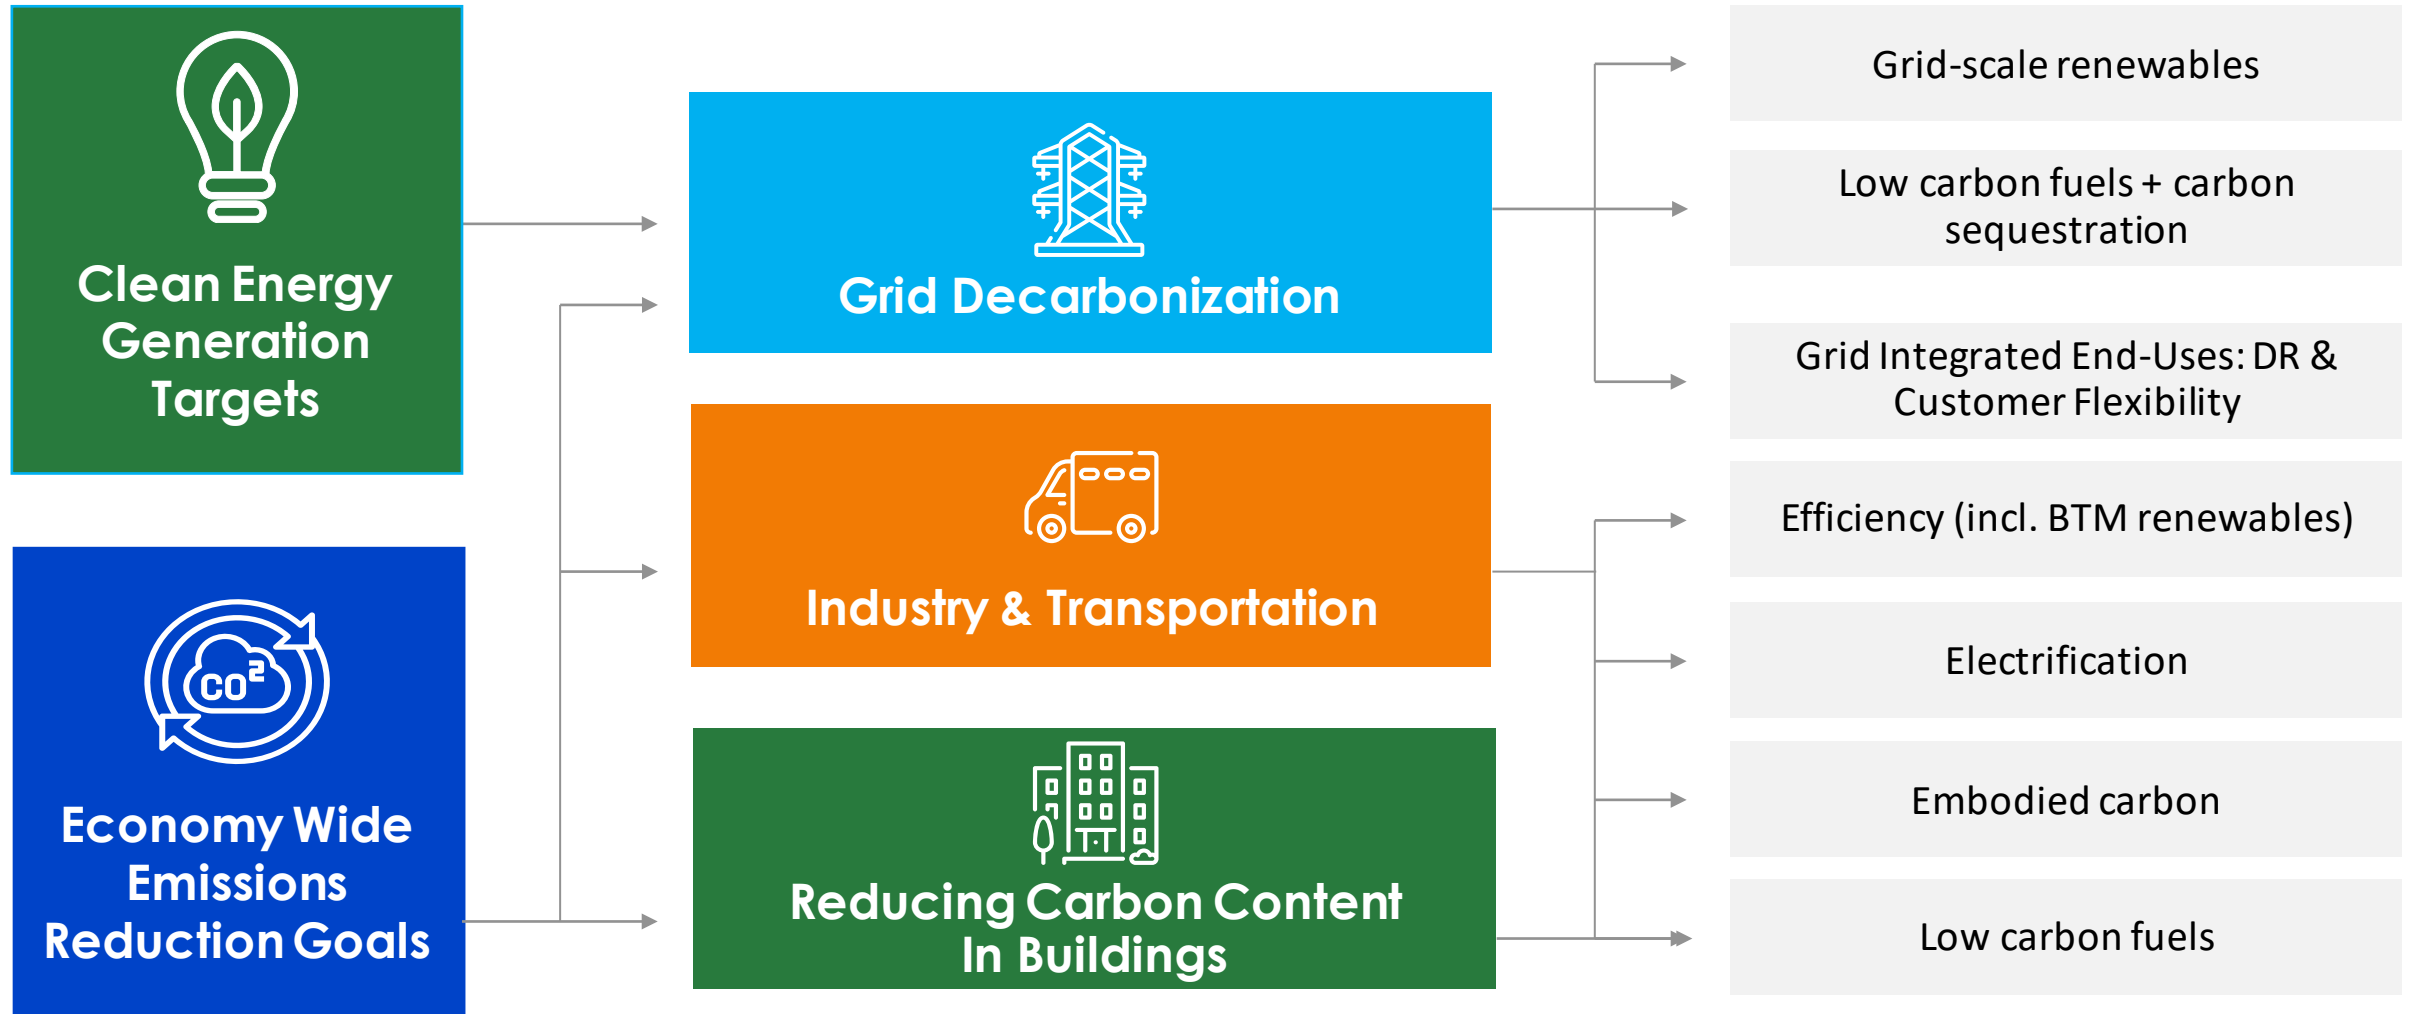 Clean Energy
Generation
Targets
CO²
Economy Wide
Emissions
Reduction Goals
Grid Decarbonization
Industry & Transportation
Reducing Carbon Content
In Buildings
Grid-scale renewables
Low carbon fuels + carbon
sequestration
Grid Integrated End-Uses: DR &
Customer Flexibility
Efficiency (incl. BTM renewables)
Electrification
Embodied carbon
Low carbon fuels